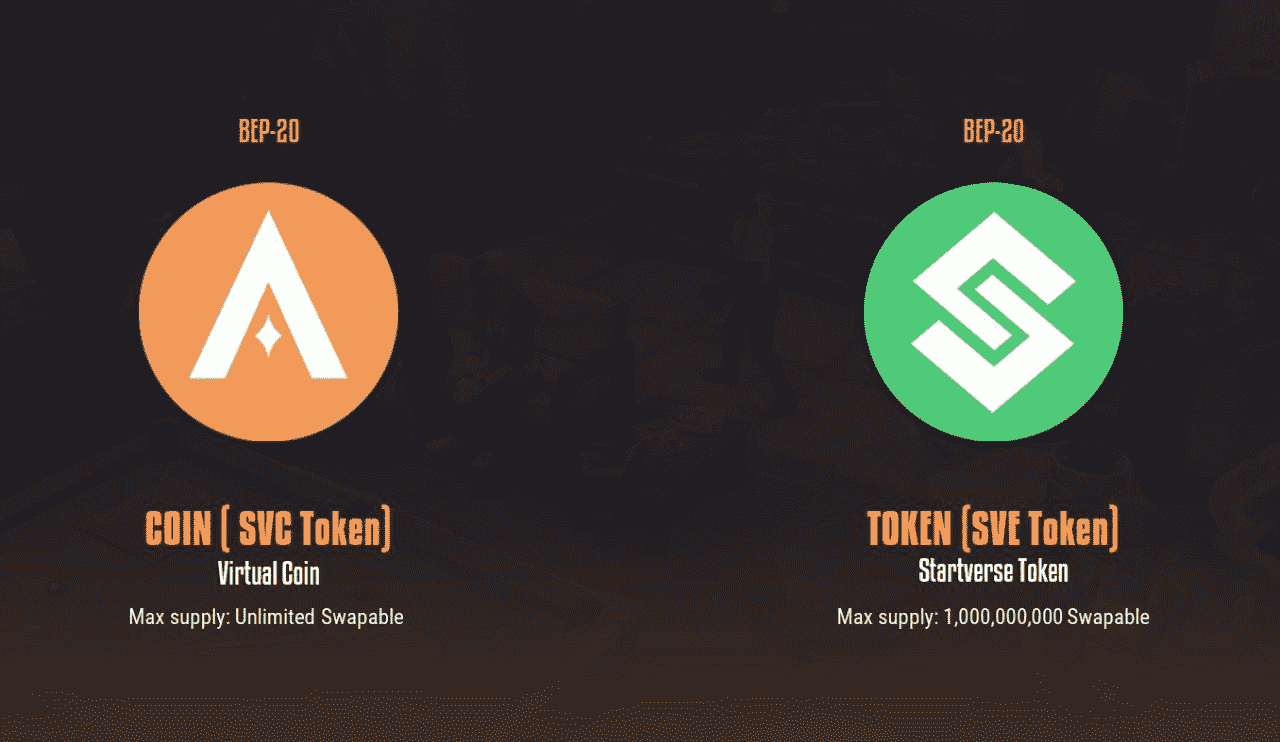 BEP-20
COIN ( SVC Token)
Virtual Coin
Max supply: Unlimited Swapable
BEP-20
TOKEN (SVE Token)
Startverse Token
Max supply: 1,000,000,000 Swapable